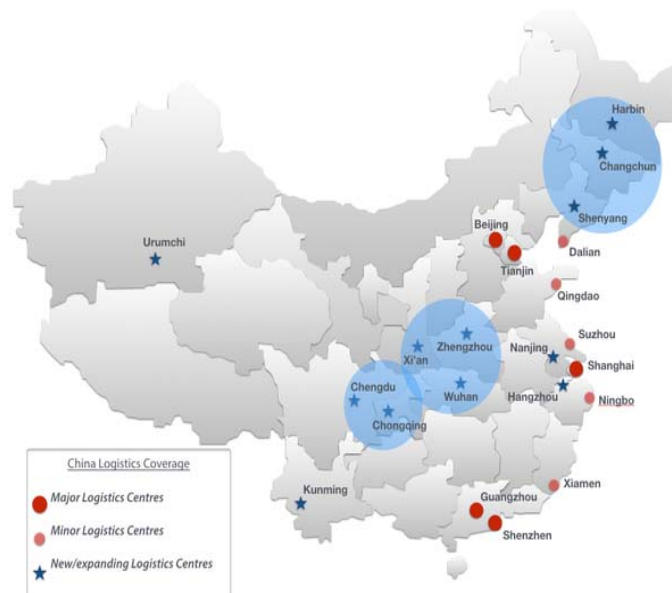 Harbin
Changchun
Shenyang
Beijing
Dalian
Urumchi
Tianjin
Qingdao
Suzhou
Zhengzhou
Nanjing
Xi'an
Shanghai
Chengdu
Wuhan
Hangzhou
Ningbo
Chongqing
China Logistics Coverage
Major Logistics Centres
Minor Logistics Centres
New/expanding Logistics Centres
Kunming
Xiamen
Guangzhou
Shenzhen